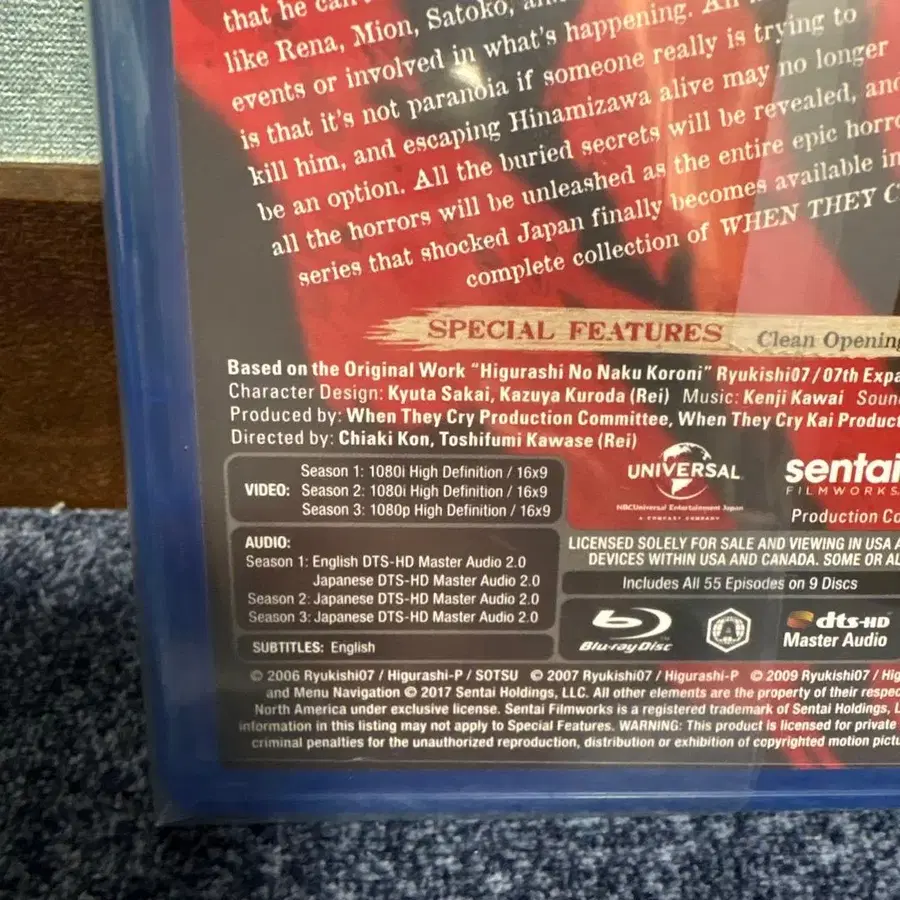 that he can't
like Rena, Mion, Satoko,
events or involved in what's happening.
is that it's not paranoia if someone really is trying to
kill him, and escaping Hinamizawa alive may no longer
be an option. All the buried secrets will be revealed, and
all the horrors will be unleashed as the entire epic horro
series that shocked Japan finally becomes available in
complete collection of WHEN THEY C
SPECIAL FEATURES Clean Opening
Based on the Original Work "Higurashi No Naku Koroni" Ryukishi07/07th Expa
Character Design: Kyuta Sakai, Kazuya Kuroda (Rei) Music: Kenji Kawai Soun
Produced by: When They Cry Production Committee, When They Cry Kai Product
Directed by: Chiaki Kon, Toshifumi Kawase (Rei)
VIDEO:
Season 1: 1080i High Definition / 16x9
Season 2: 1080i High Definition / 16x9
Season 3: 1080p High Definition / 16x9
UNIVERSAL
NBCUniversal Entertainment Japan
A COMCAST COMPANY
sentai
FILMWORKS
Production Co
AUDIO:
Season 1: English DTS-HD Master Audio 2.0
Japanese DTS-HD Master Audio 2.0
Season 2: Japanese DTS-HD Master Audio 2.0
Season 3: Japanese DTS-HD Master Audio 2.0
SUBTITLES: English
LICENSED SOLELY FOR SALE AND VIEWING IN USA A
DEVICES WITHIN USA AND CANADA. SOME OR AL
Includes All 55 Episodes on 9 Discs
Blu-ray Disc
A
dts-HD
Master Audio
© 2006 Ryukishi07 / Higurashi-P / SOTSU © 2007 Ryukishi07 / Higurashi-P © 2009 Ryukishi07 / Hig
and Menu Navigation © 2017 Sentai Holdings, LLC. All other elements are the property of their respec
North America under exclusive license. Sentai Filmworks is a registered trademark of Sentai Holdings, L
information in this listing may not apply to Special Features. WARNING: This product is licensed for private
criminal penalties for the unauthorized reproduction, distribution or exhibition of copyrighted motion pictu